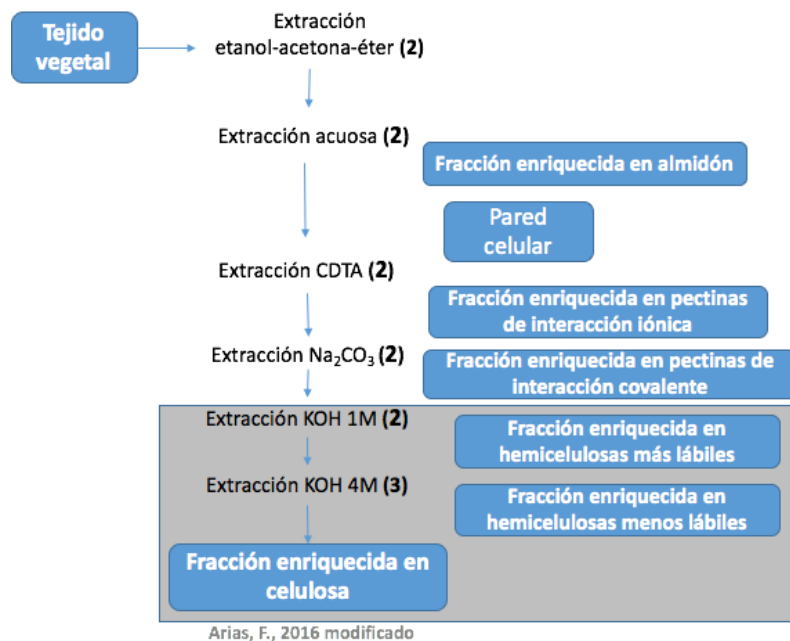 Tejido
vegetal
Extracción
etanol-acetona-éter (2)
Extracción acuosa (2)
Fracción enriquecida en almidón
Pared
celular
Extracción CDTA (2)
Fracción enriquecida en pectinas
de interacción iónica
Extracción Na₂CO₃ (2)
Fracción enriquecida en pectinas de
interacción covalente
Extracción KOH 1M (2)
Fracción enriquecida en
hemicelulosas más lábiles
Extracción KOH 4M (3)
Fracción enriquecida en
hemicelulosas menos lábiles
Fracción enriquecida en
celulosa
Arias, F., 2016 modificado